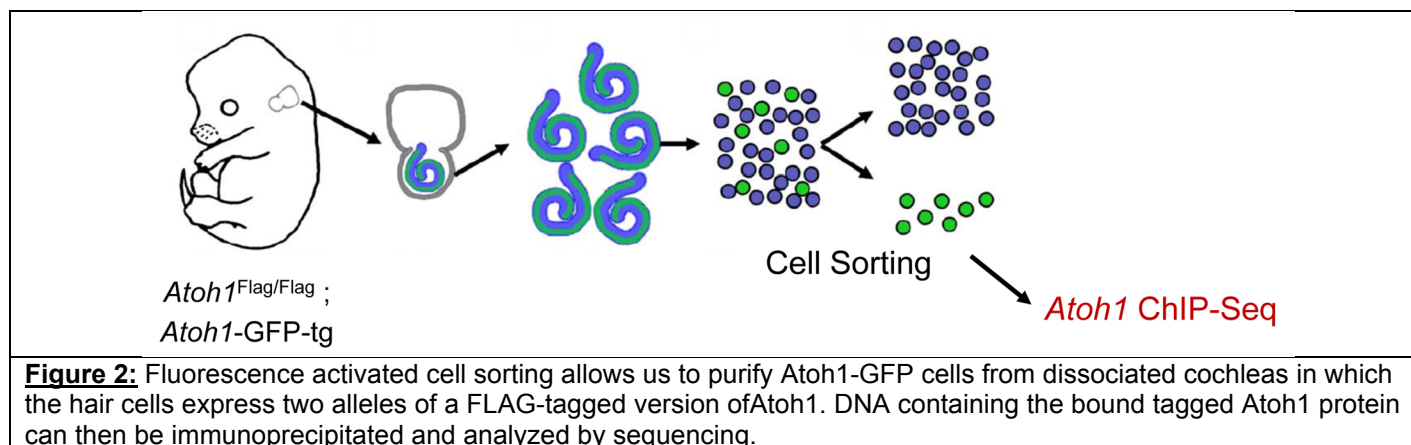 Cell Sorting
Atoh1Flag/Flag ;
Atoh1-GFP-tg
Atoh1 ChIP-Seq
Figure 2: Fluorescence activated cell sorting allows us to purify Atoh1-GFP cells from dissociated cochleas in which
the hair cells express two alleles of a FLAG-tagged version ofAtoh1. DNA containing the bound tagged Atoh1 protein
can then be immunoprecipitated and analyzed by sequencing.